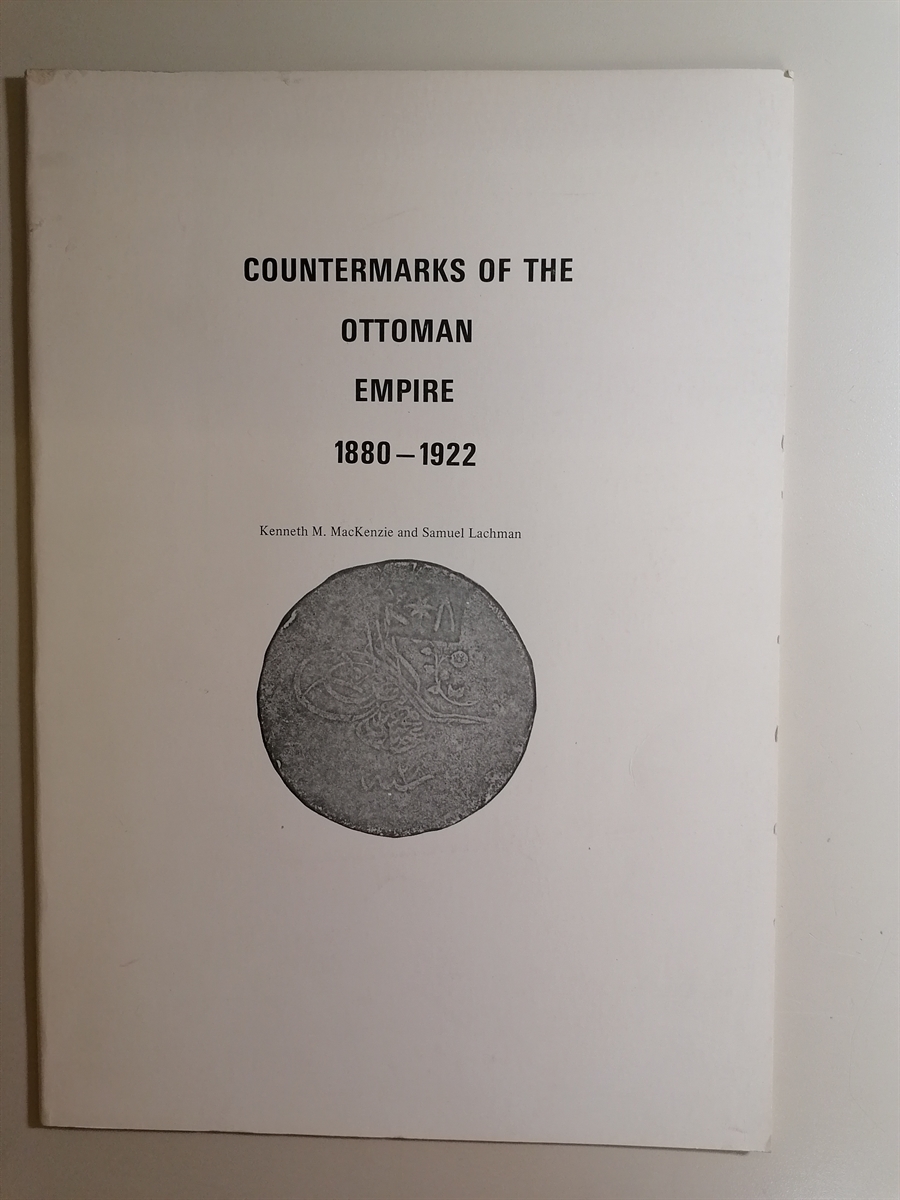 COUNTERMARKS OF THE
OTTOMAN
EMPIRE
1880–1922
Kenneth M. MacKenzie and Samuel Lachman